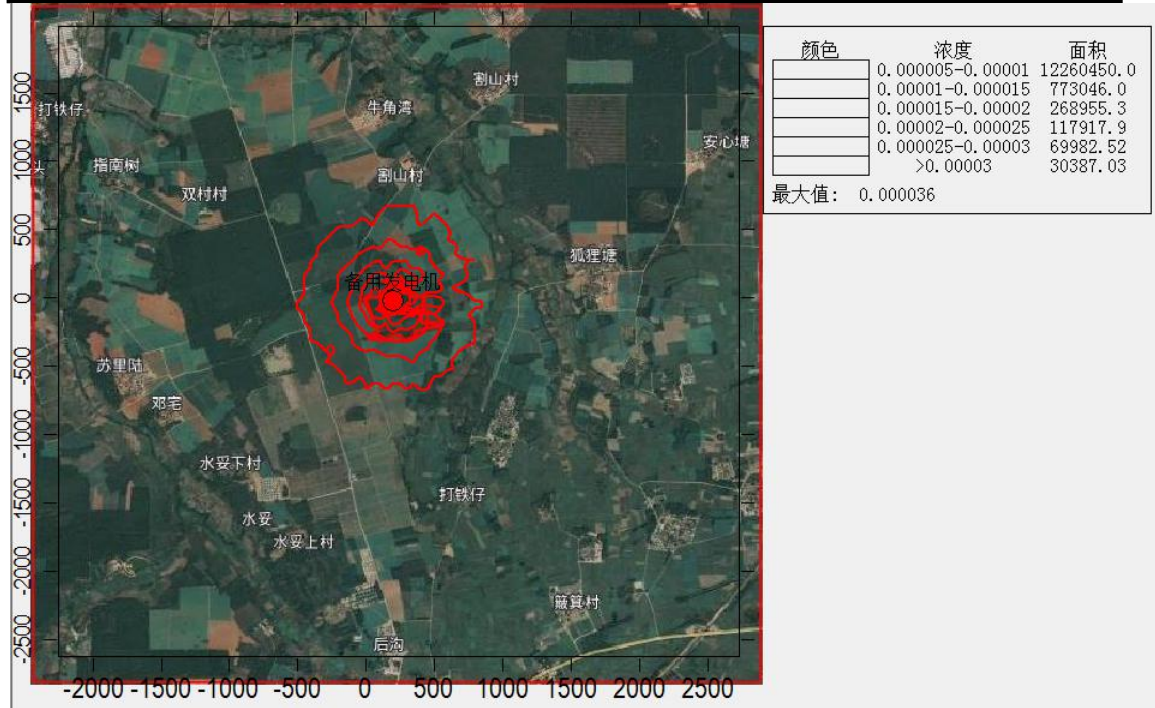 颜色 浓度 面积
0.000005-0.00001 12260450.0
0.00001-0.000015 773046.0
0.000015-0.00002 268955.3
0.00002-0.000025 117917.9
0.000025-0.00003 69982.52
>0.00003 30387.03
最大值: 0.000036
割山村
牛角湾
打铁仔
安心塘
指南树
头
割山村
双村村
狐狸塘
备用发电机
苏里陆
邓宅
水妥下村
打铁仔
水妥
水妥上村
簸箕村
后沟
1500
1000
500
0
-500
-1000
-1500
-2000
-2500
-2000 -1500 -1000 -500 0 500 1000 1500 2000 2500